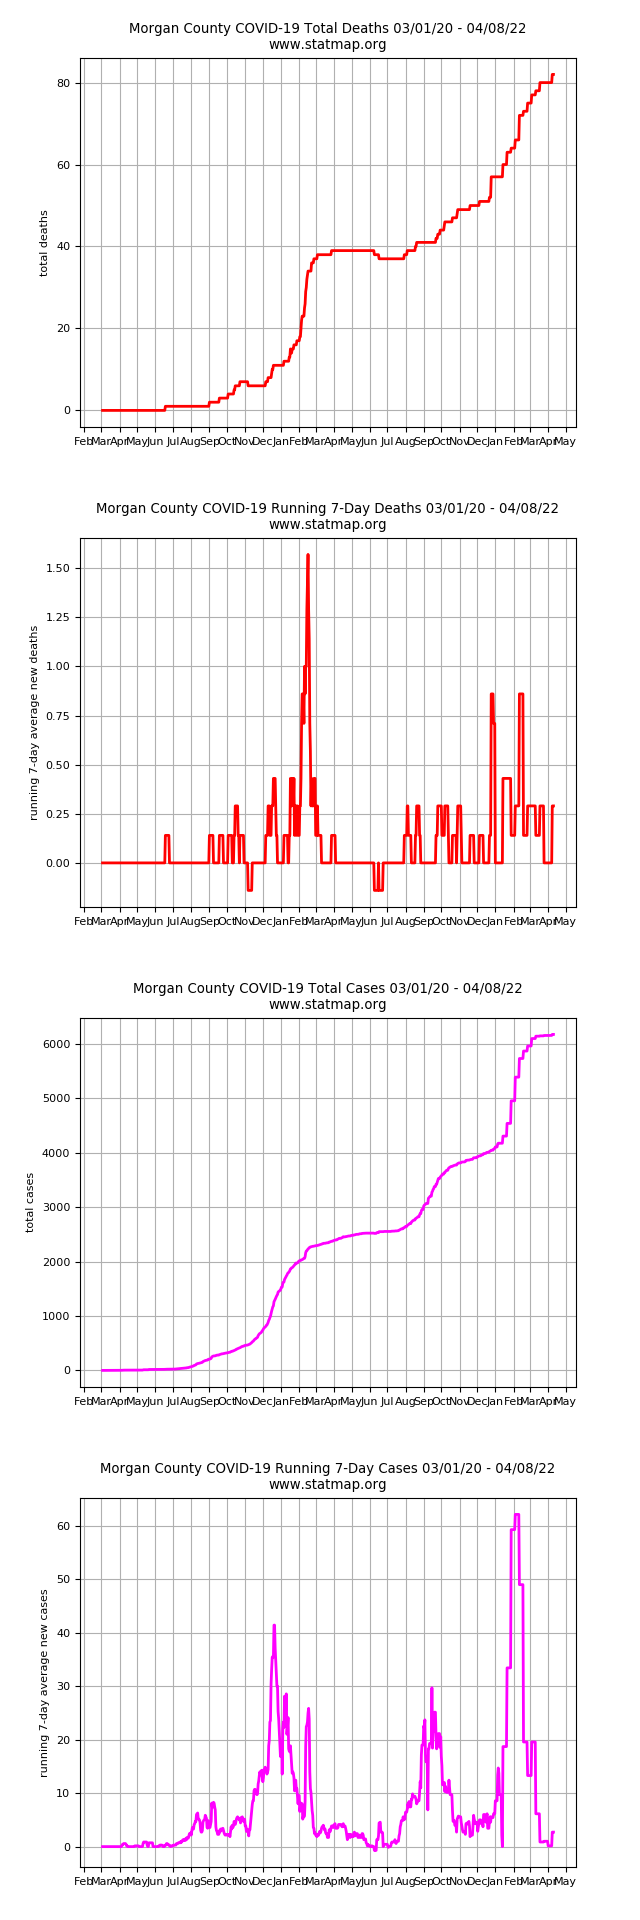 Morgan County COVID-19 Total Deaths 03/01/20 - 04/08/22
www.statmap.org
80
60
40
20
0
total deaths
Feb Mar Apr May Jun Jul Aug Sep Oct Nov Dec Jan Feb Mar Apr May Jun Jul Aug Sep Oct Nov Dec Jan Feb Mar Apr May
Morgan County COVID-19 Running 7-Day Deaths 03/01/20 - 04/08/22
www.statmap.org
1.50
1.25
1.00
0.75
0.50
0.25
0.00
running 7-day average new deaths
Feb Mar Apr May Jun Jul Aug Sep Oct Nov Dec Jan Feb Mar Apr May Jun Jul Aug Sep Oct Nov Dec Jan Feb Mar Apr May
Morgan County COVID-19 Total Cases 03/01/20 - 04/08/22
www.statmap.org
6000
5000
4000
3000
2000
1000
0
total cases
Feb Mar Apr May Jun Jul Aug Sep Oct Nov Dec Jan Feb Mar Apr May Jun Jul Aug Sep Oct Nov Dec Jan Feb Mar Apr May
Morgan County COVID-19 Running 7-Day Cases 03/01/20 - 04/08/22
www.statmap.org
60
50
40
30
20
10
0
running 7-day average new cases
Feb Mar Apr May Jun Jul Aug Sep Oct Nov Dec Jan Feb Mar Apr May Jun Jul Aug Sep Oct Nov Dec Jan Feb Mar Apr May